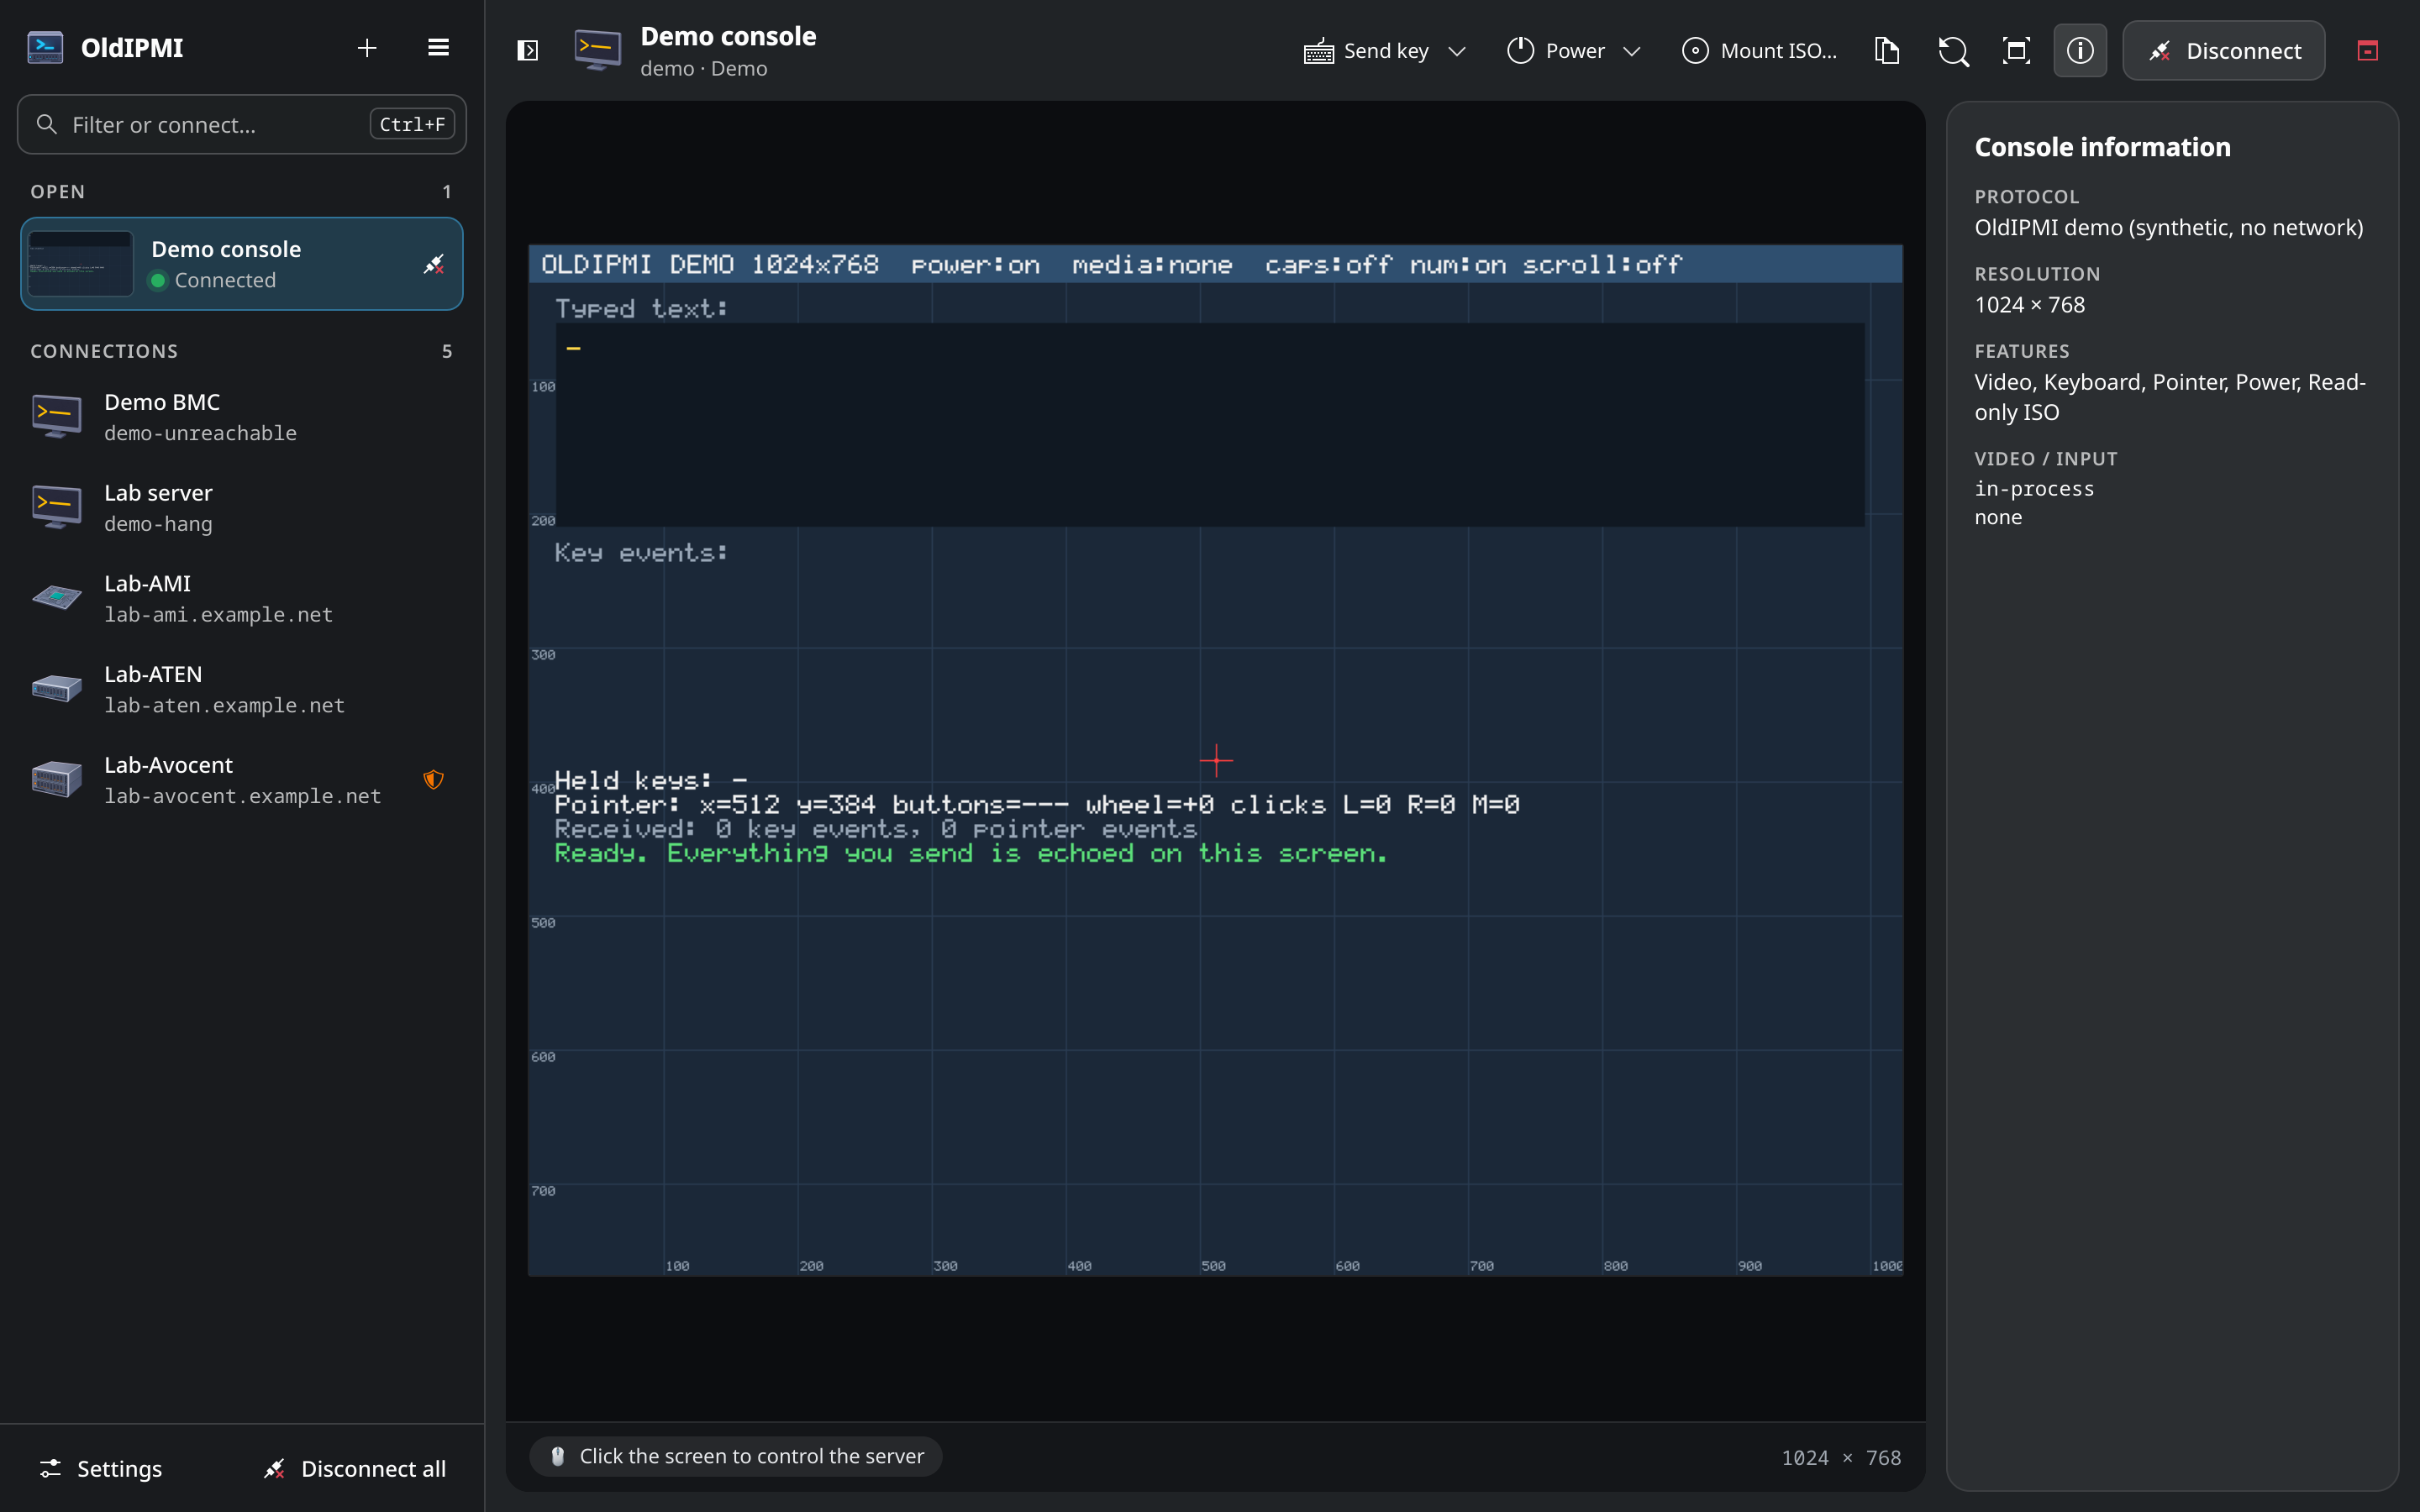 OldIPMI
Filter or connect...
Ctrl+F
OPEN 1
Demo console
Connected
CONNECTIONS 5
Demo BMC
demo-unreachable
Lab server
demo-hang
Lab-AMI
lab-ami.example.net
Lab-ATEN
lab-aten.example.net
Lab-Avocent
lab-avocent.example.net
Settings
Disconnect all
Demo console
demo · Demo
Send key
Power
Mount ISO...
Disconnect
OLDIPMI DEMO 1024x768 power:on media:none caps:off num:on scroll:off
Typed text:
100
200
Key events:
300
Held keys: -
400
Pointer: x=512 y=384 buttons=--- wheel=+0 clicks L=0 R=0 M=0
Received: 0 key events, 0 pointer events
Ready. Everything you send is echoed on this screen.
500
600
700
100 200 300 400 500 600 700 800 900 1000
Click the screen to control the server
1024 × 768
Console information
PROTOCOL
OldIPMI demo (synthetic, no network)
RESOLUTION
1024 × 768
FEATURES
Video, Keyboard, Pointer, Power, Read-
only ISO
VIDEO / INPUT
in-process
none